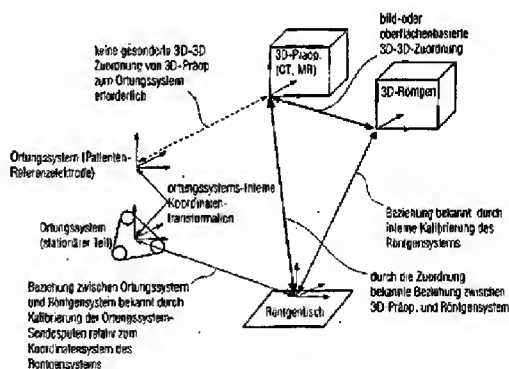 bild-oder
oberflächenbasierte
3D-3D-Zuordnung
keine gesonderte 3D-3D
Zuordnung von 3D-Präop
zum Ortungssystem
erforderlich
3D-Präop.
(CT, MR)
3D-Römpen
Ortungssystem (Patienten-
Referenzelektrode)
ortungssystems-interne
Koordinaten-
transformation
Ortungssystem
(stationärer Teil)
Beziehung bekannt durch
interne Kalibrierung des
Röntgensystems
Beziehung zwischen Ortungssystem
und Röntgensystem bekannt durch
Kalibrierung der Ortungssystem-
Sendespulen relativ zum
Koordinatensystem des
Röntgensystems
durch die Zuordnung
bekannte Beziehung zwischen
3D-Präop. und Röntgensystem
Röntgentisch